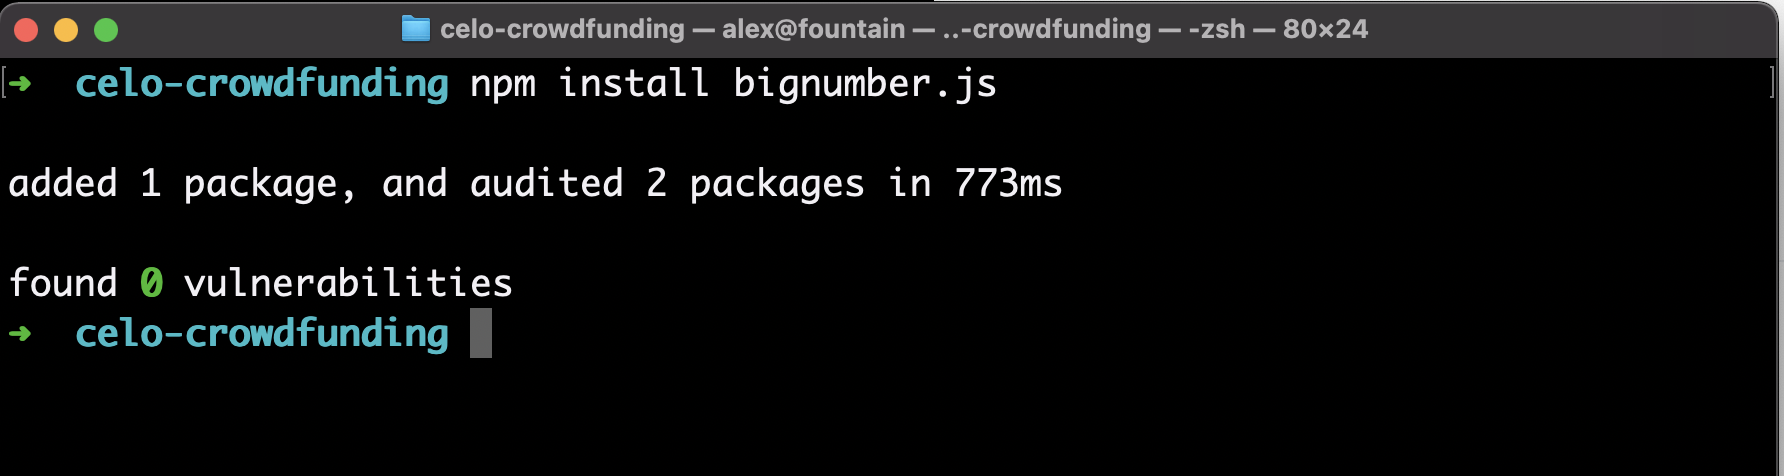 celo-crowdfunding — alex@fountain — ..-crowdfunding — -zsh — 80×24
[➜  celo-crowdfunding npm install bignumber.js ]
added 1 package, and audited 2 packages in 773ms
found 0 vulnerabilities
➜  celo-crowdfunding